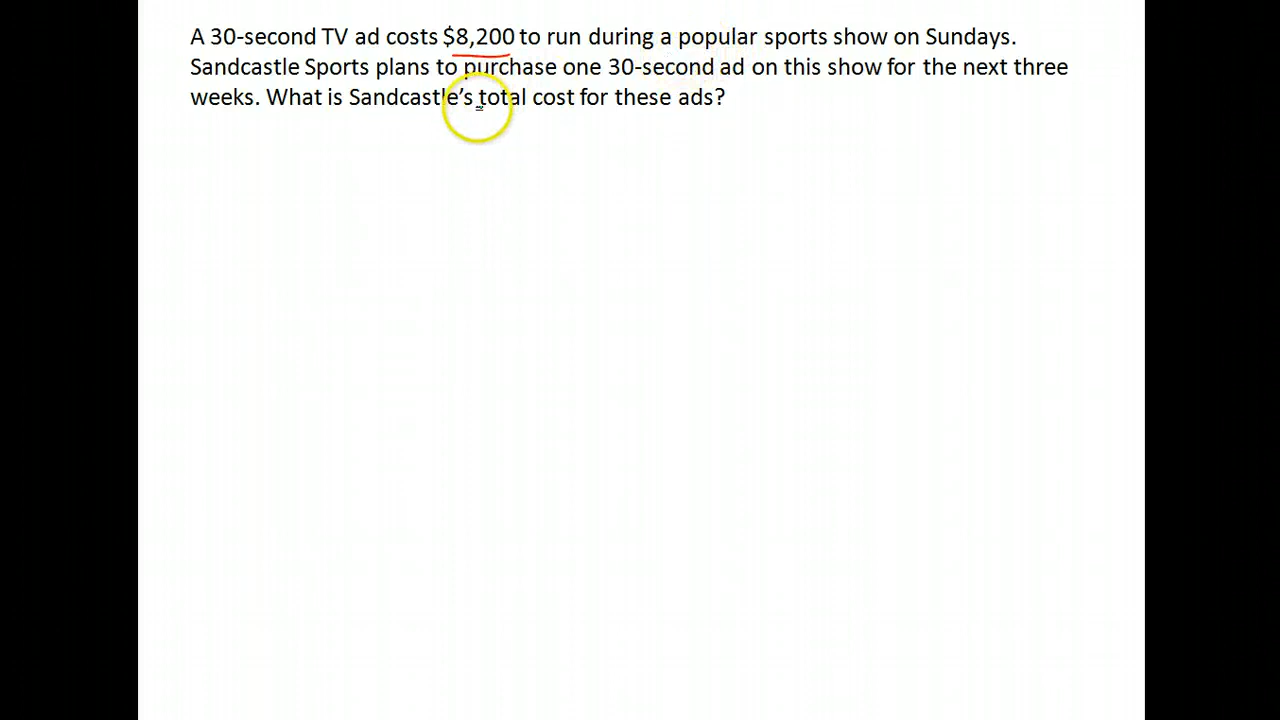 A 30-second TV ad costs $8,200 to run during a popular sports show on Sundays.
Sandcastle Sports plans to purchase one 30-second ad on this show for the next three
weeks. What is Sandcastle’s total cost for these ads?